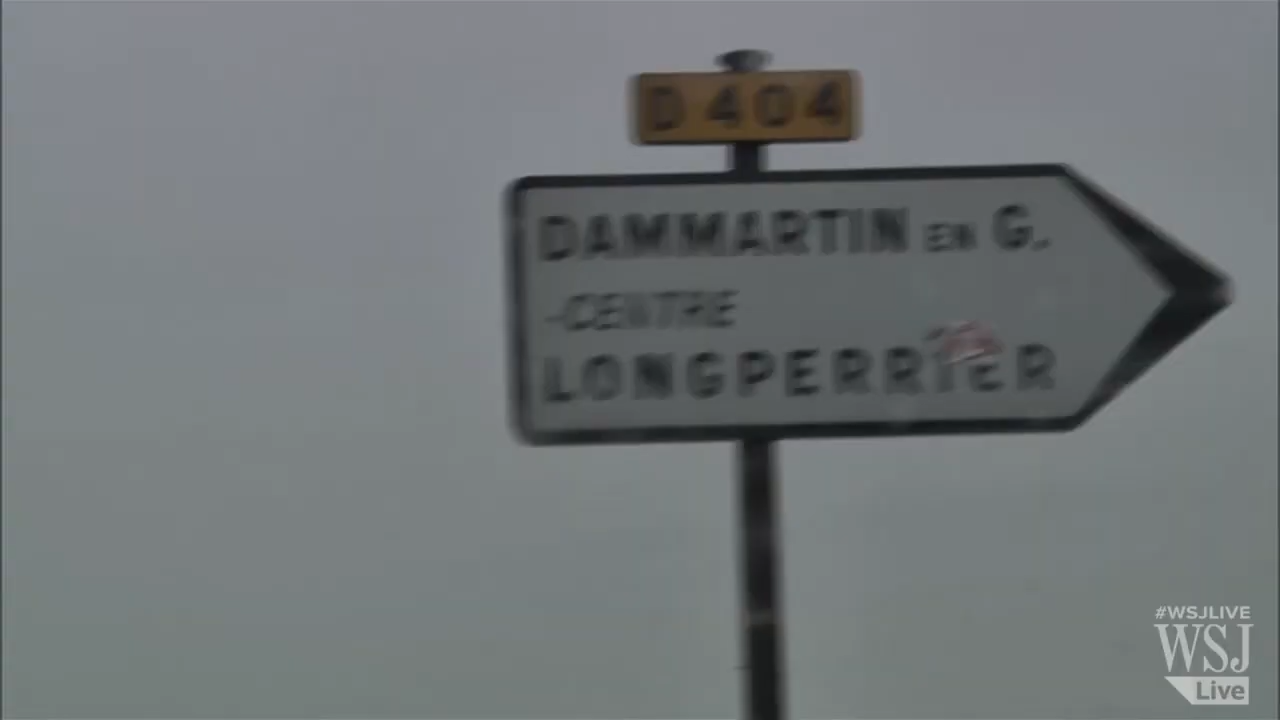 D 404
DAMMARTIN EN G.
-CENTRE
LONGPERRIER
#WSJLIVE
WSJ
Live